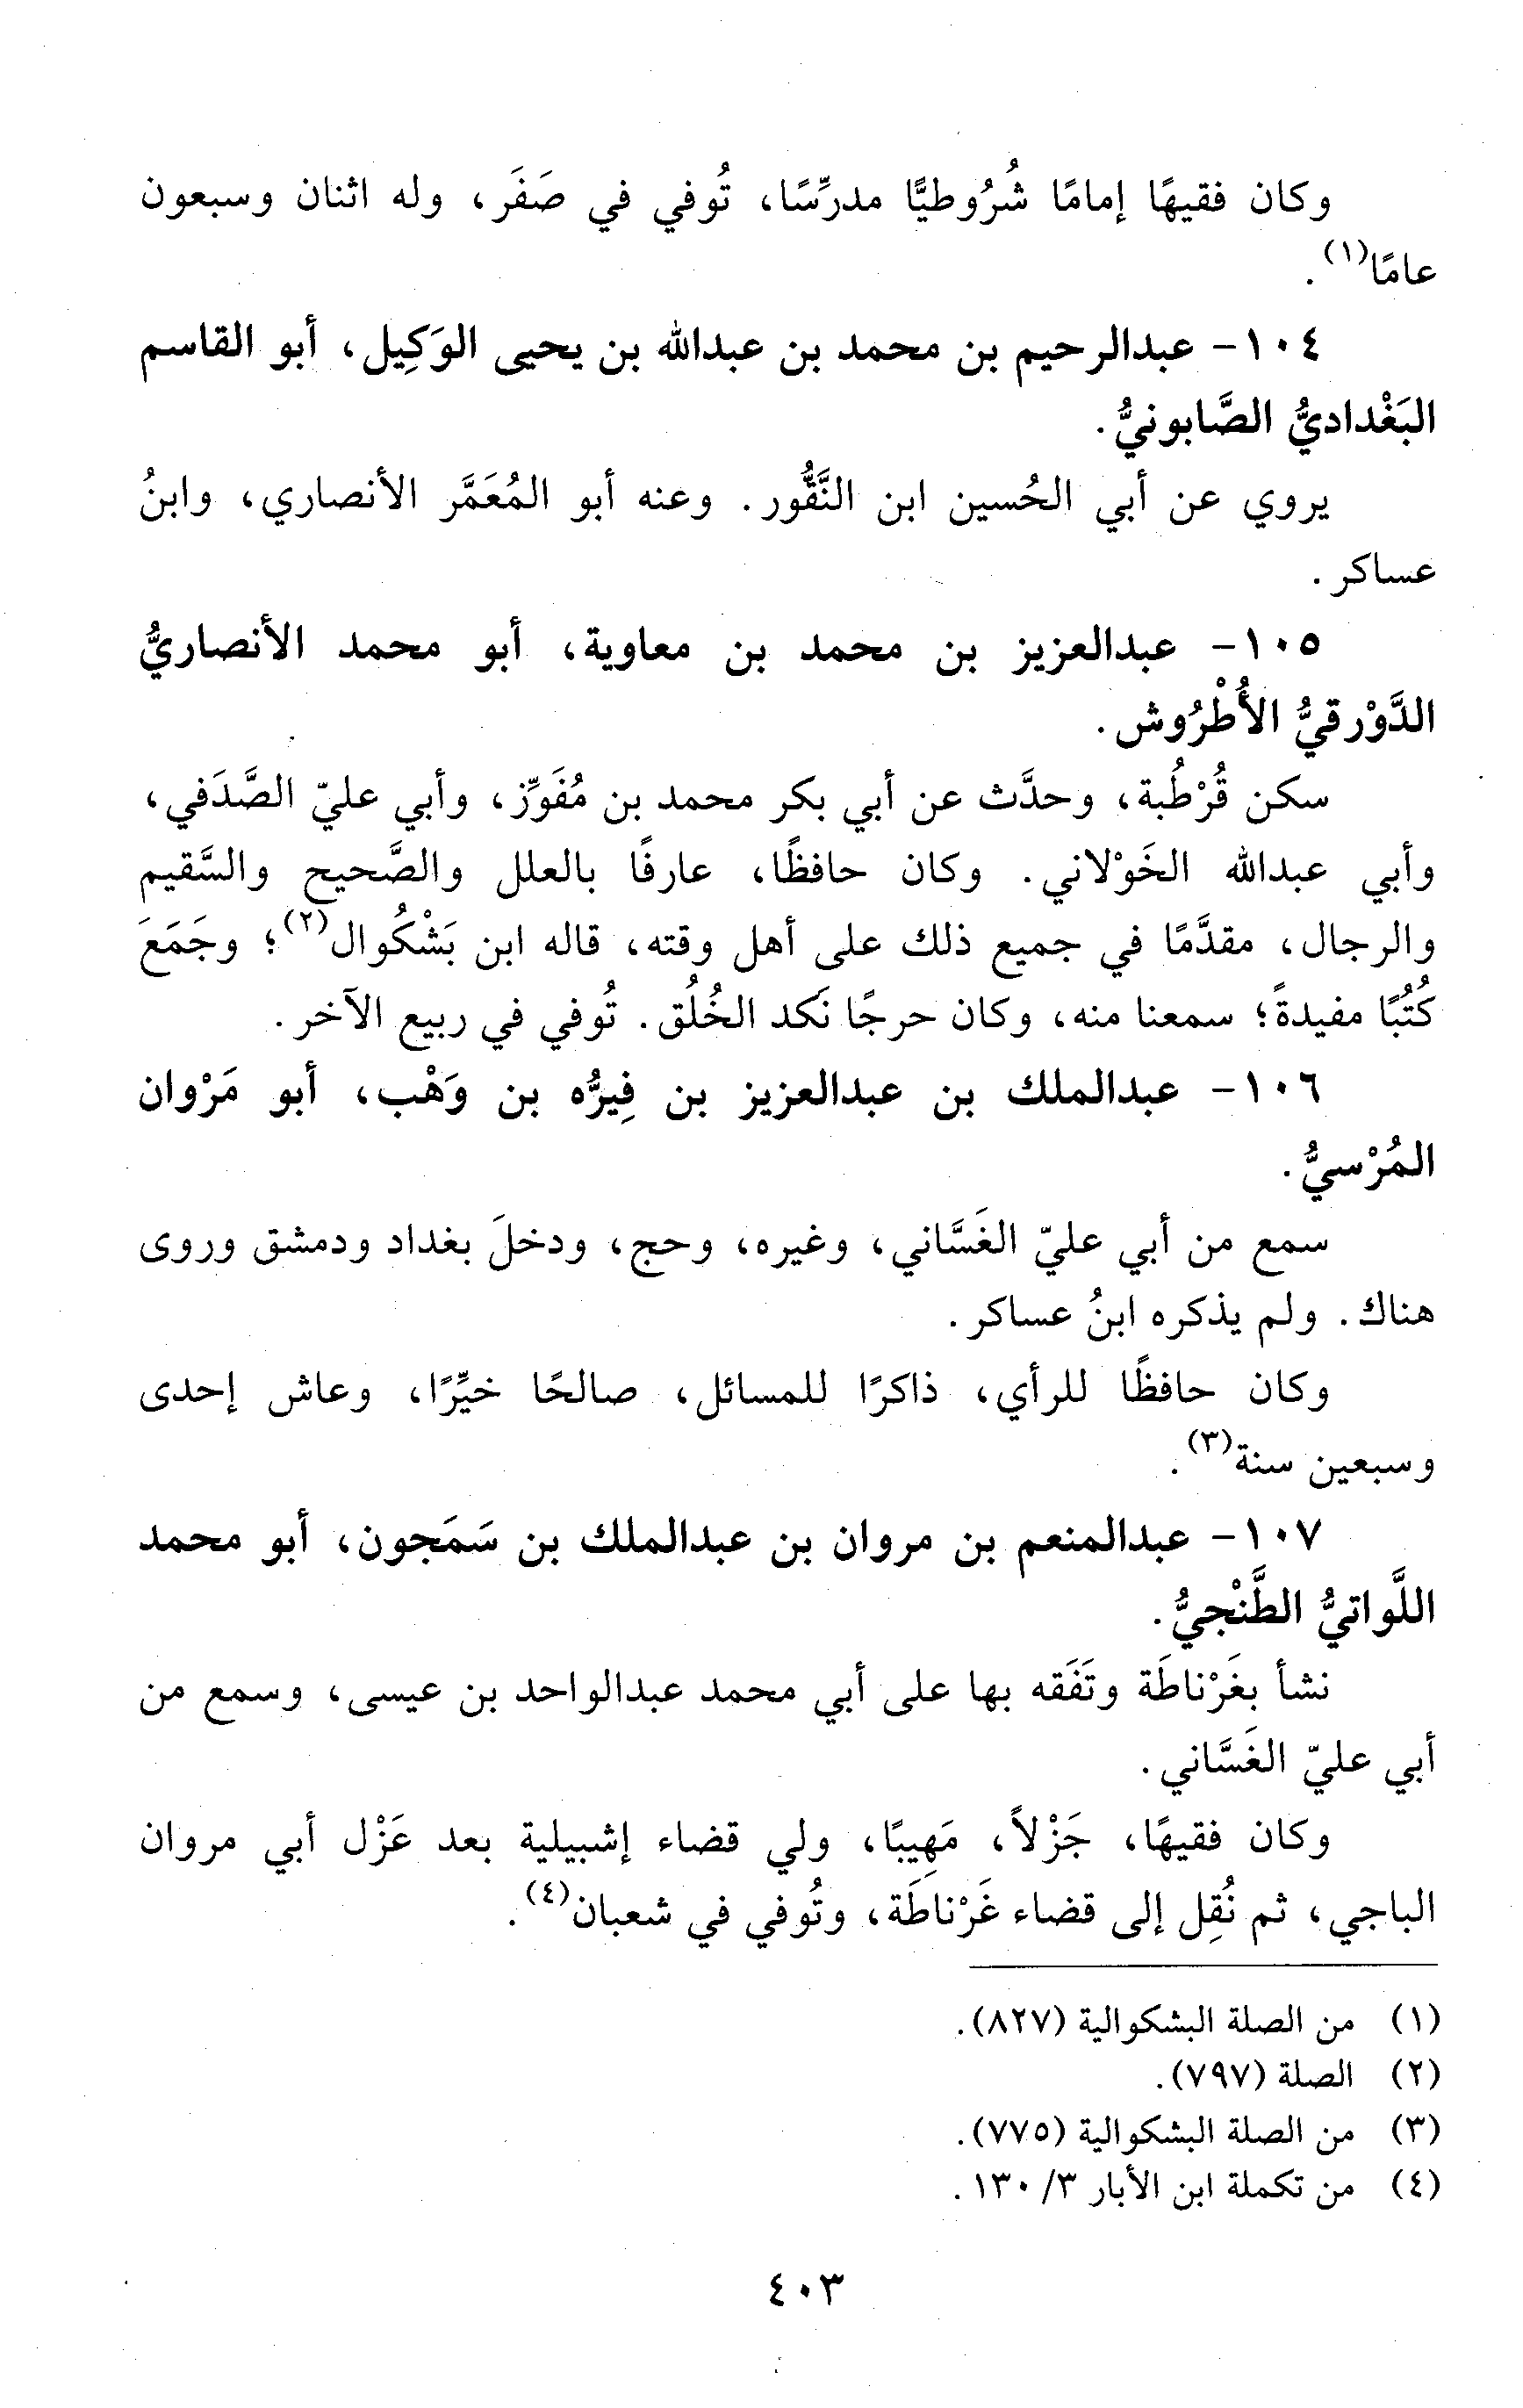 وكان فقيهًا إمامًا شُرُوطيًّا مدرِّسًا، تُوفي في صَفَر، وله اثنان وسبعون
عامًا(١).
١٠٤- عبدالرحيم بن محمد بن عبدالله بن يحيى الوَكِيل، أبو القاسم
البَغْداديُّ الصَّابونيُّ.
يروي عن أبي الحُسين ابن النَّقُّور. وعنه أبو المُعَمَّر الأنصاري، وابنُ
عساكر.
١٠٥- عبدالعزيز بن محمد بن معاوية، أبو محمد الأنصاريُّ
الدَّوْرقيُّ الأُطْرُوش.
سكن قُرْطُبة، وحدَّث عن أبي بكر محمد بن مُفَوِّز، وأبي عليّ الصَّدَفي،
وأبي عبدالله الخَوْلاني. وكان حافظًا، عارفًا بالعلل والصَّحيح والسَّقيم
والرجال، مقدَّمًا في جميع ذلك على أهل وقته، قاله ابن بَشْكُوال(٢)؛ وجَمَعَ
كُتُبًا مفيدةً؛ سمعنا منه، وكان حرجًا نَكد الخُلُق. تُوفي في ربيع الآخر.
١٠٦- عبدالملك بن عبدالعزيز بن فِيرُّه بن وَهْب، أبو مَرْوان
المُرْسيُّ.
سمع من أبي عليّ الغَسَّاني، وغيره، وحج، ودخلَ بغداد ودمشق وروى
هناك. ولم يذكره ابنُ عساكر.
وكان حافظًا للرأي، ذاكرًا للمسائل، صالحًا خيِّرًا، وعاش إحدى
وسبعين سنة(٣).
١٠٧- عبدالمنعم بن مروان بن عبدالملك بن سَمَجون، أبو محمد
اللَّواتيُّ الطَّنْجيُّ.
نشأ بغَرْناطَة وتَفَقه بها على أبي محمد عبدالواحد بن عيسى، وسمع من
أبي عليّ الغَسَّاني.
وكان فقيهًا، جَزْلاً، مَهِيبًا، ولي قضاء إشبيلية بعد عَزْل أبي مروان
الباجي، ثم نُقِل إلى قضاء غَرْناطَة، وتُوفي في شعبان(٤).
(١) من الصلة البشكوالية (٨٢٧).
(٢) الصلة (٧٩٧).
(٣) من الصلة البشكوالية (٧٧٥).
(٤) من تكملة ابن الأبار ٣/ ١٣٠.
٤٠٣